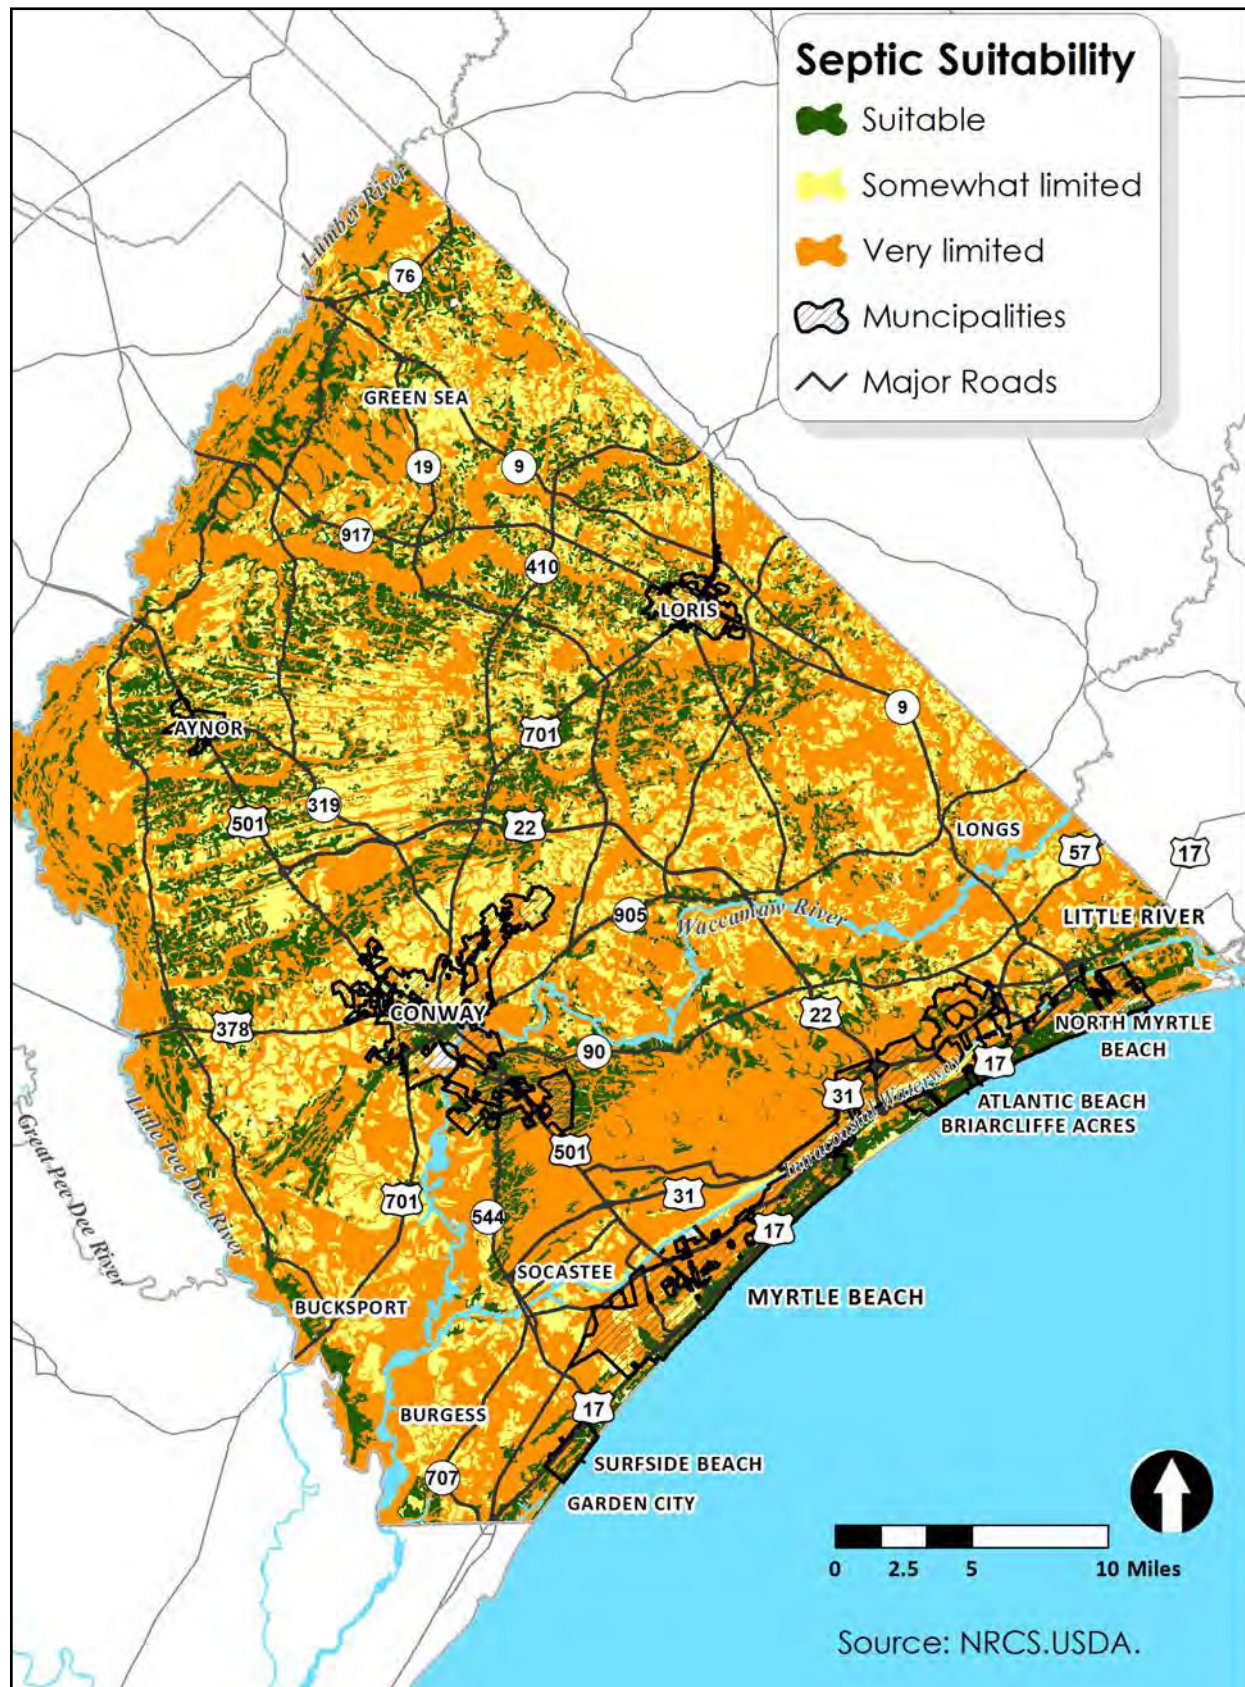 Septic Suitability
Suitable
Somewhat limited
Very limited
Muncipalities
Major Roads
Lumber River
76
GREEN SEA
19
9
917
410
LORIS
9
AYNOR
701
319
501
22
LONGS
57
17
905
Waccamaw River
LITTLE RIVER
CONWAY
378
22
90
NORTH MYRTLE
BEACH
17
31
Intracoastal Waterway
ATLANTIC BEACH
BRIARCLIFFE ACRES
Little Pee Dee River
Great Pee Dee River
501
701
31
544
17
SOCASTEE
BUCKSPORT
MYRTLE BEACH
17
BURGESS
SURFSIDE BEACH
707
GARDEN CITY
0 2.5 5 10 Miles
Source: NRCS.USDA.